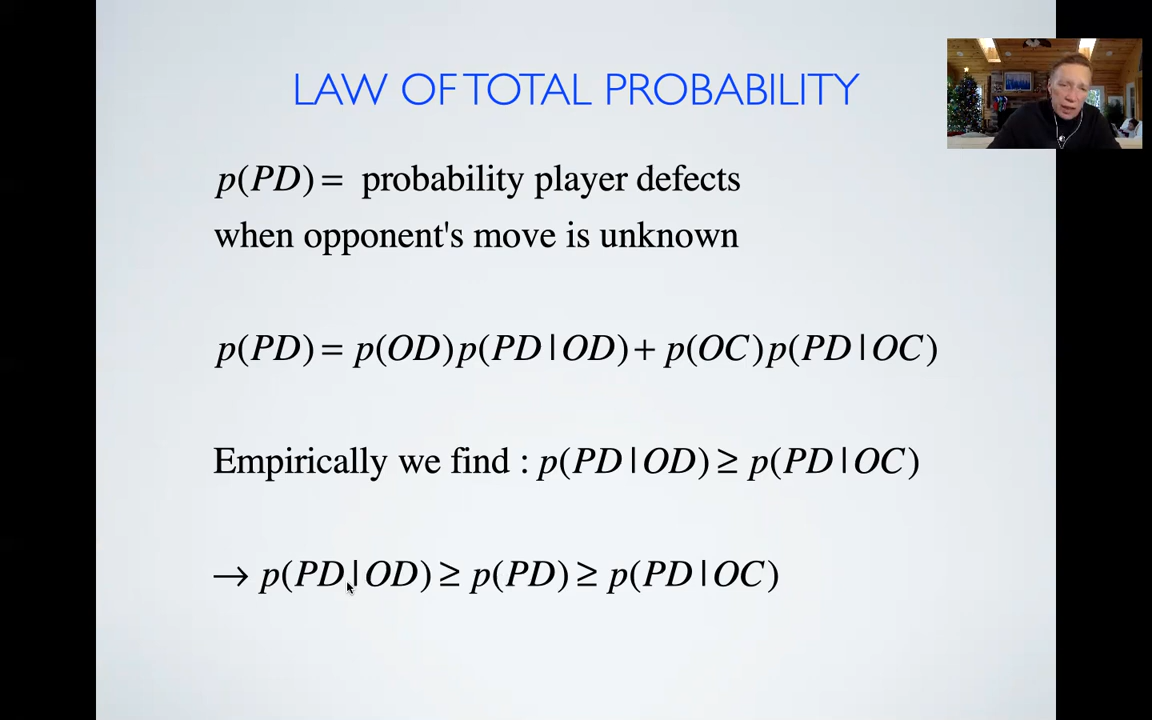 LAW OF TOTAL PROBABILITY
p(PD) = probability player defects
when opponent's move is unknown
p(PD) = p(OD)p(PD | OD) + p(OC)p(PD | OC)
Empirically we find : p(PD | OD) ≥ p(PD | OC)
→ p(PD | OD) ≥ p(PD) ≥ p(PD | OC)